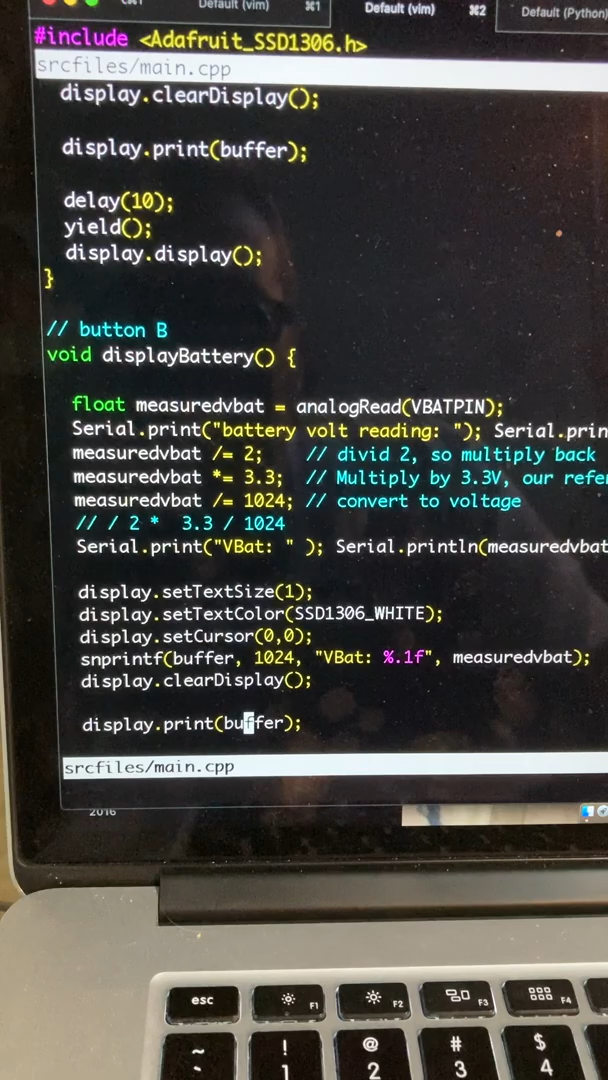 Default (vim) ⌘1 Default (vim) ⌘2 Default (Python)
#include <Adafruit_SSD1306.h>
srcfiles/main.cpp
display.clearDisplay();
display.print(buffer);
delay(10);
yield();
display.display();
}
// button B
void displayBattery() {
float measuredvbat = analogRead(VBATPIN);
Serial.print("battery volt reading: "); Serial.prin
measuredvbat /= 2; // divid 2, so multiply back
measuredvbat *= 3.3; // Multiply by 3.3V, our refe
measuredvbat /= 1024; // convert to voltage
// / 2 * 3.3 / 1024
Serial.print("VBat: " ); Serial.println(measuredvbat
display.setTextSize(1);
display.setTextColor(SSD1306_WHITE);
display.setCursor(0,0);
snprintf(buffer, 1024, "VBat: %.1f", measuredvbat);
display.clearDisplay();
display.print(buffer);
srcfiles/main.cpp
2016
esc F1 F2 F3 F4
~ ! @ # $
` 1 2 3 4